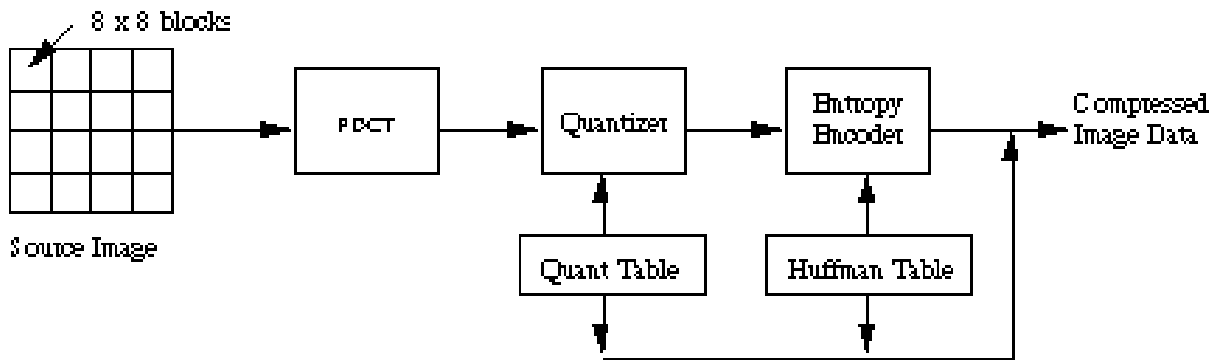 8 x 8 blocks
FDCT
Quantizer
Entropy
Encoder
Compressed
Image Data
Source Image
Quant Table
Huffman Table